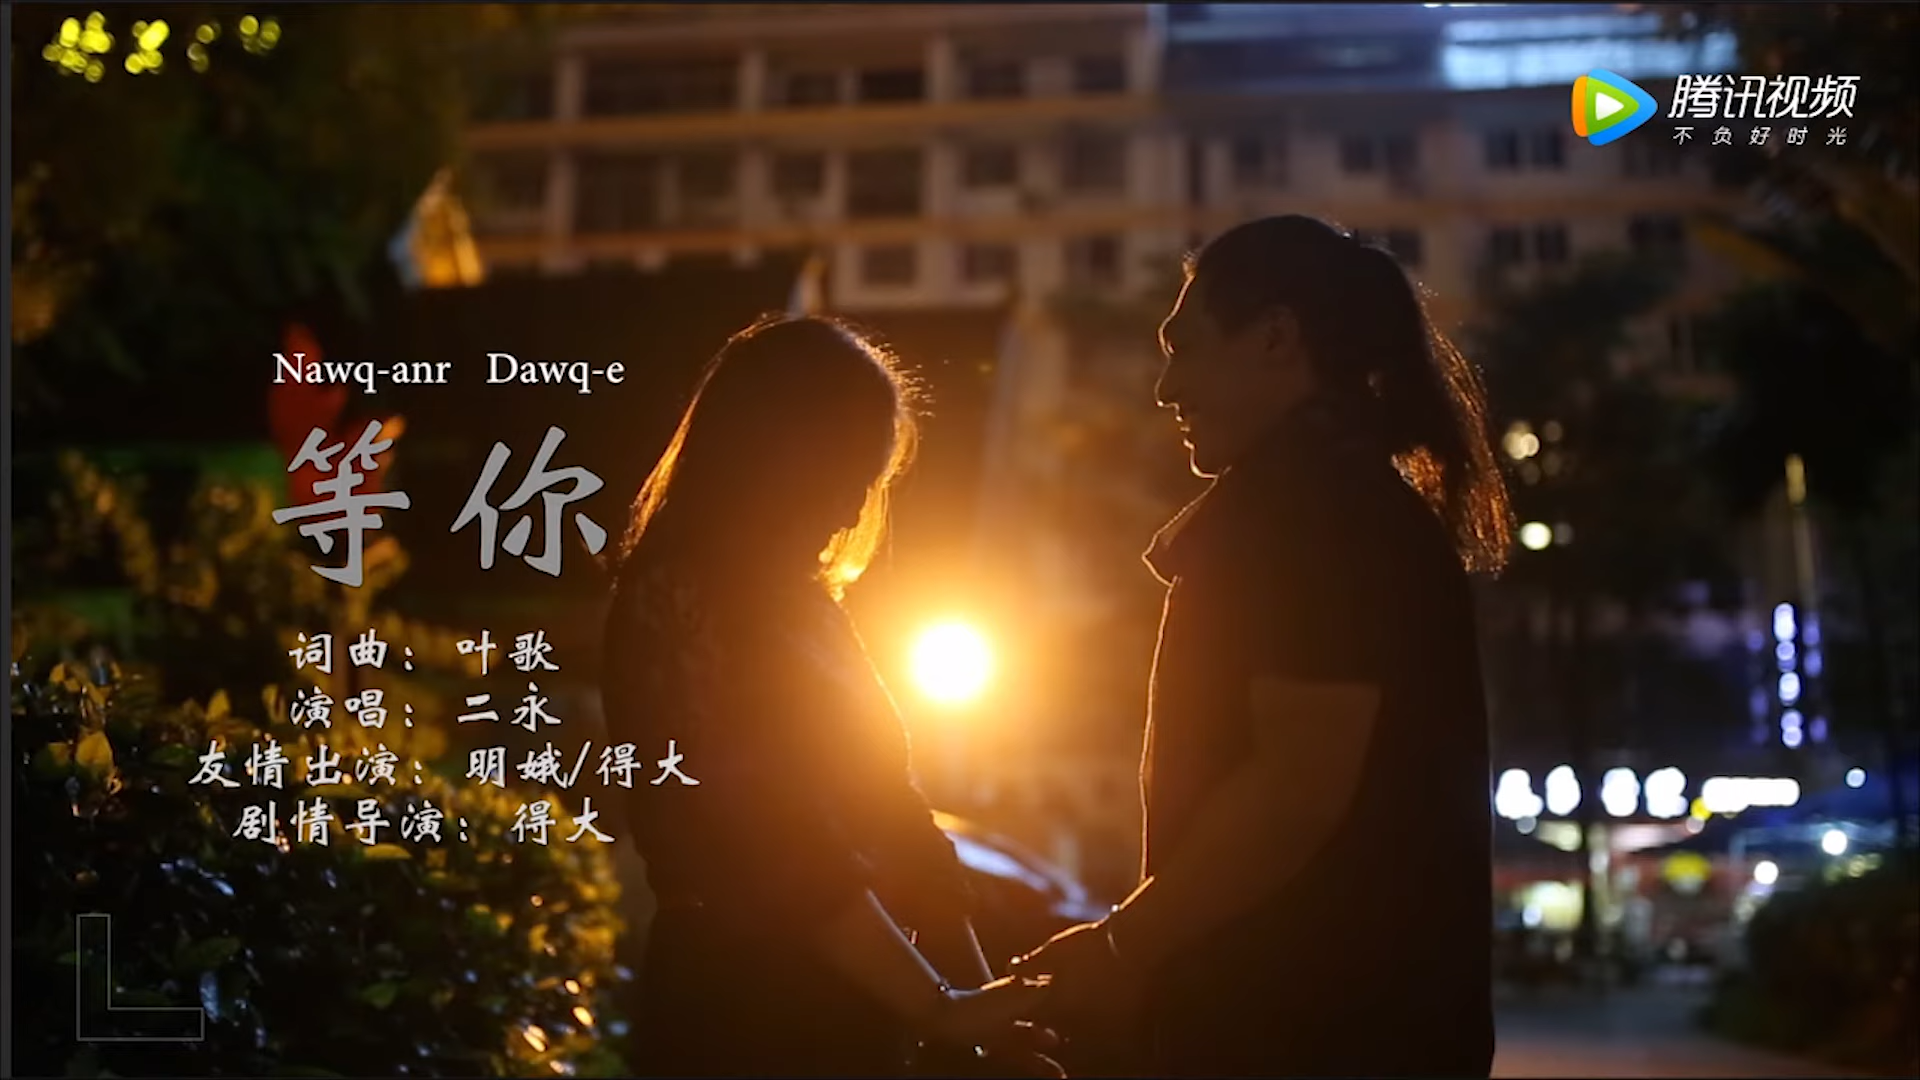 腾讯视频
不负好时光
Nawq-anr Dawq-e
等你
词曲：叶歌
演唱：二永
友情出演：明娥/得大
剧情导演：得大